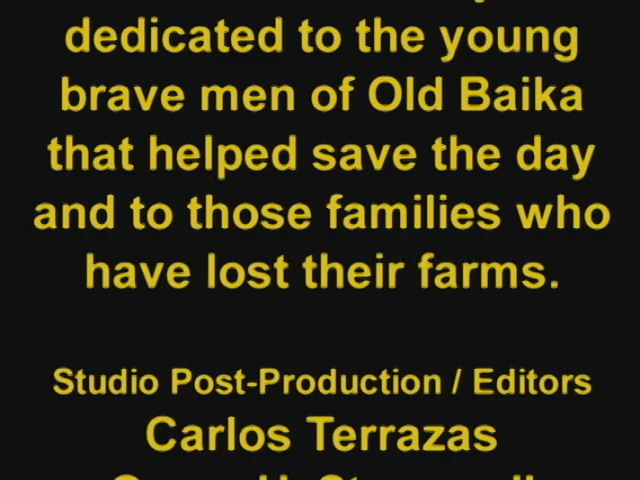 dedicated to the young
brave men of Old Baika
that helped save the day
and to those families who
have lost their farms.
Studio Post-Production / Editors
Carlos Terrazas